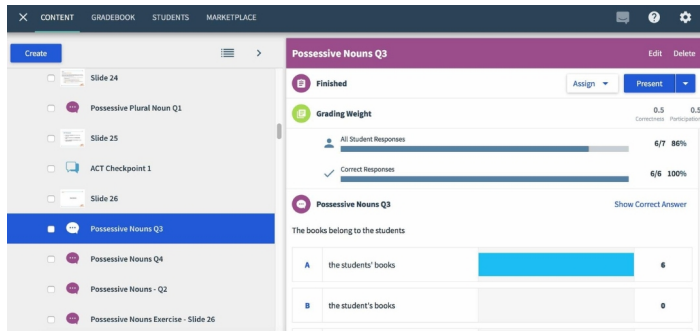 CONTENT GRADEBOOK STUDENTS MARKETPLACE
Create
Slide 24
Possessive Plural Noun Q1
Slide 25
ACT Checkpoint 1
Slide 26
Possessive Nouns Q3
Possessive Nouns Q4
Possessive Nouns - Q2
Possessive Nouns Exercise - Slide 26
Possessive Nouns Q3 Edit Delete
Finished Assign Present
Grading Weight 0.5 0.5
Correctness Participation
All Student Responses
6/7 86%
Correct Responses
6/6 100%
Possessive Nouns Q3 Show Correct Answer
The books belong to the students
A the students' books 6
B the student's books 0